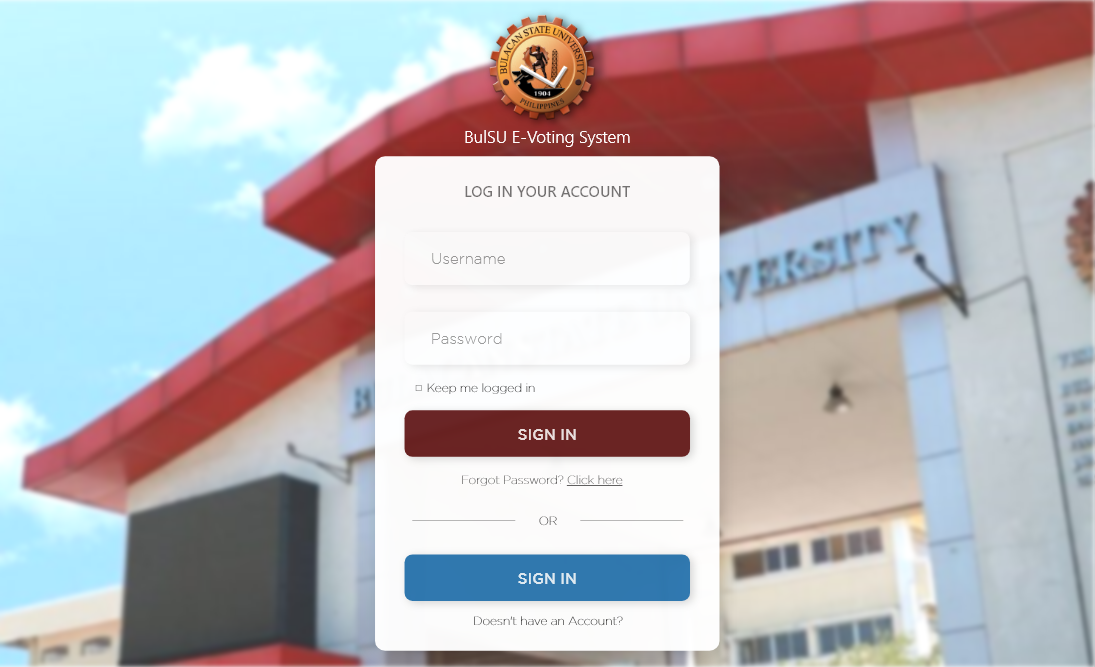 BULACAN STATE UNIVERSITY
1904
PHILIPPINES
BulSU E-Voting System
LOG IN YOUR ACCOUNT
Username
VERSITY
Password
Keep me logged in
SIGN IN
Forgot Password? Click here
OR
SIGN IN
Doesn't have an Account?